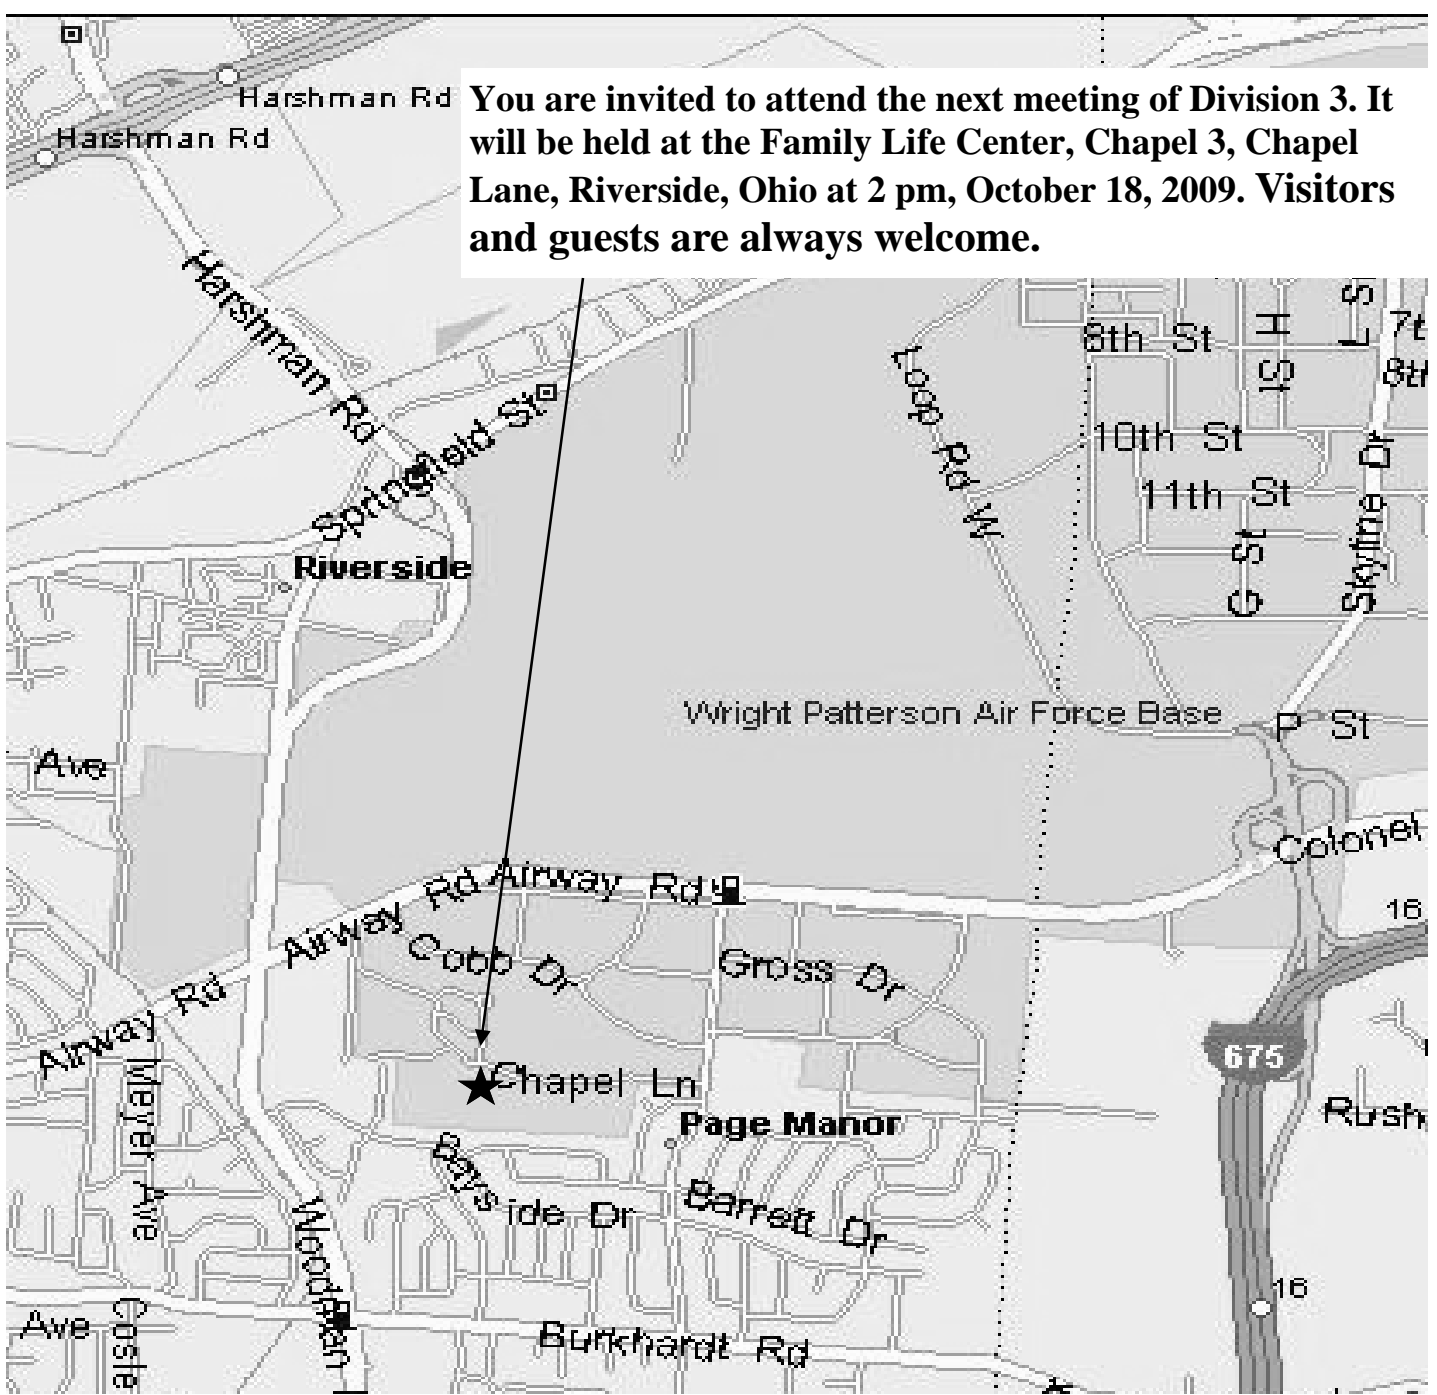 Harshman Rd
Harshman Rd
You are invited to attend the next meeting of Division 3. It
will be held at the Family Life Center, Chapel 3, Chapel
Lane, Riverside, Ohio at 2 pm, October 18, 2009. Visitors
and guests are always welcome.
Harshman Rd
Springfield St
Riverside
Loop Rd W
H St
L St
7t
8th
10th St
11th St
G St
Skyline Dr
Wright Patterson Air Force Base
P St
Ave
Colonel
Airway Rd
Airway Rd
Airway Rd
Cobb Dr
Gross Dr
16
675
Chapel Ln
Page Manor
Meyer Ave
Rush
Bayside Dr
Barrett Dr
Woodman
16
Ave
Burkhardt Rd